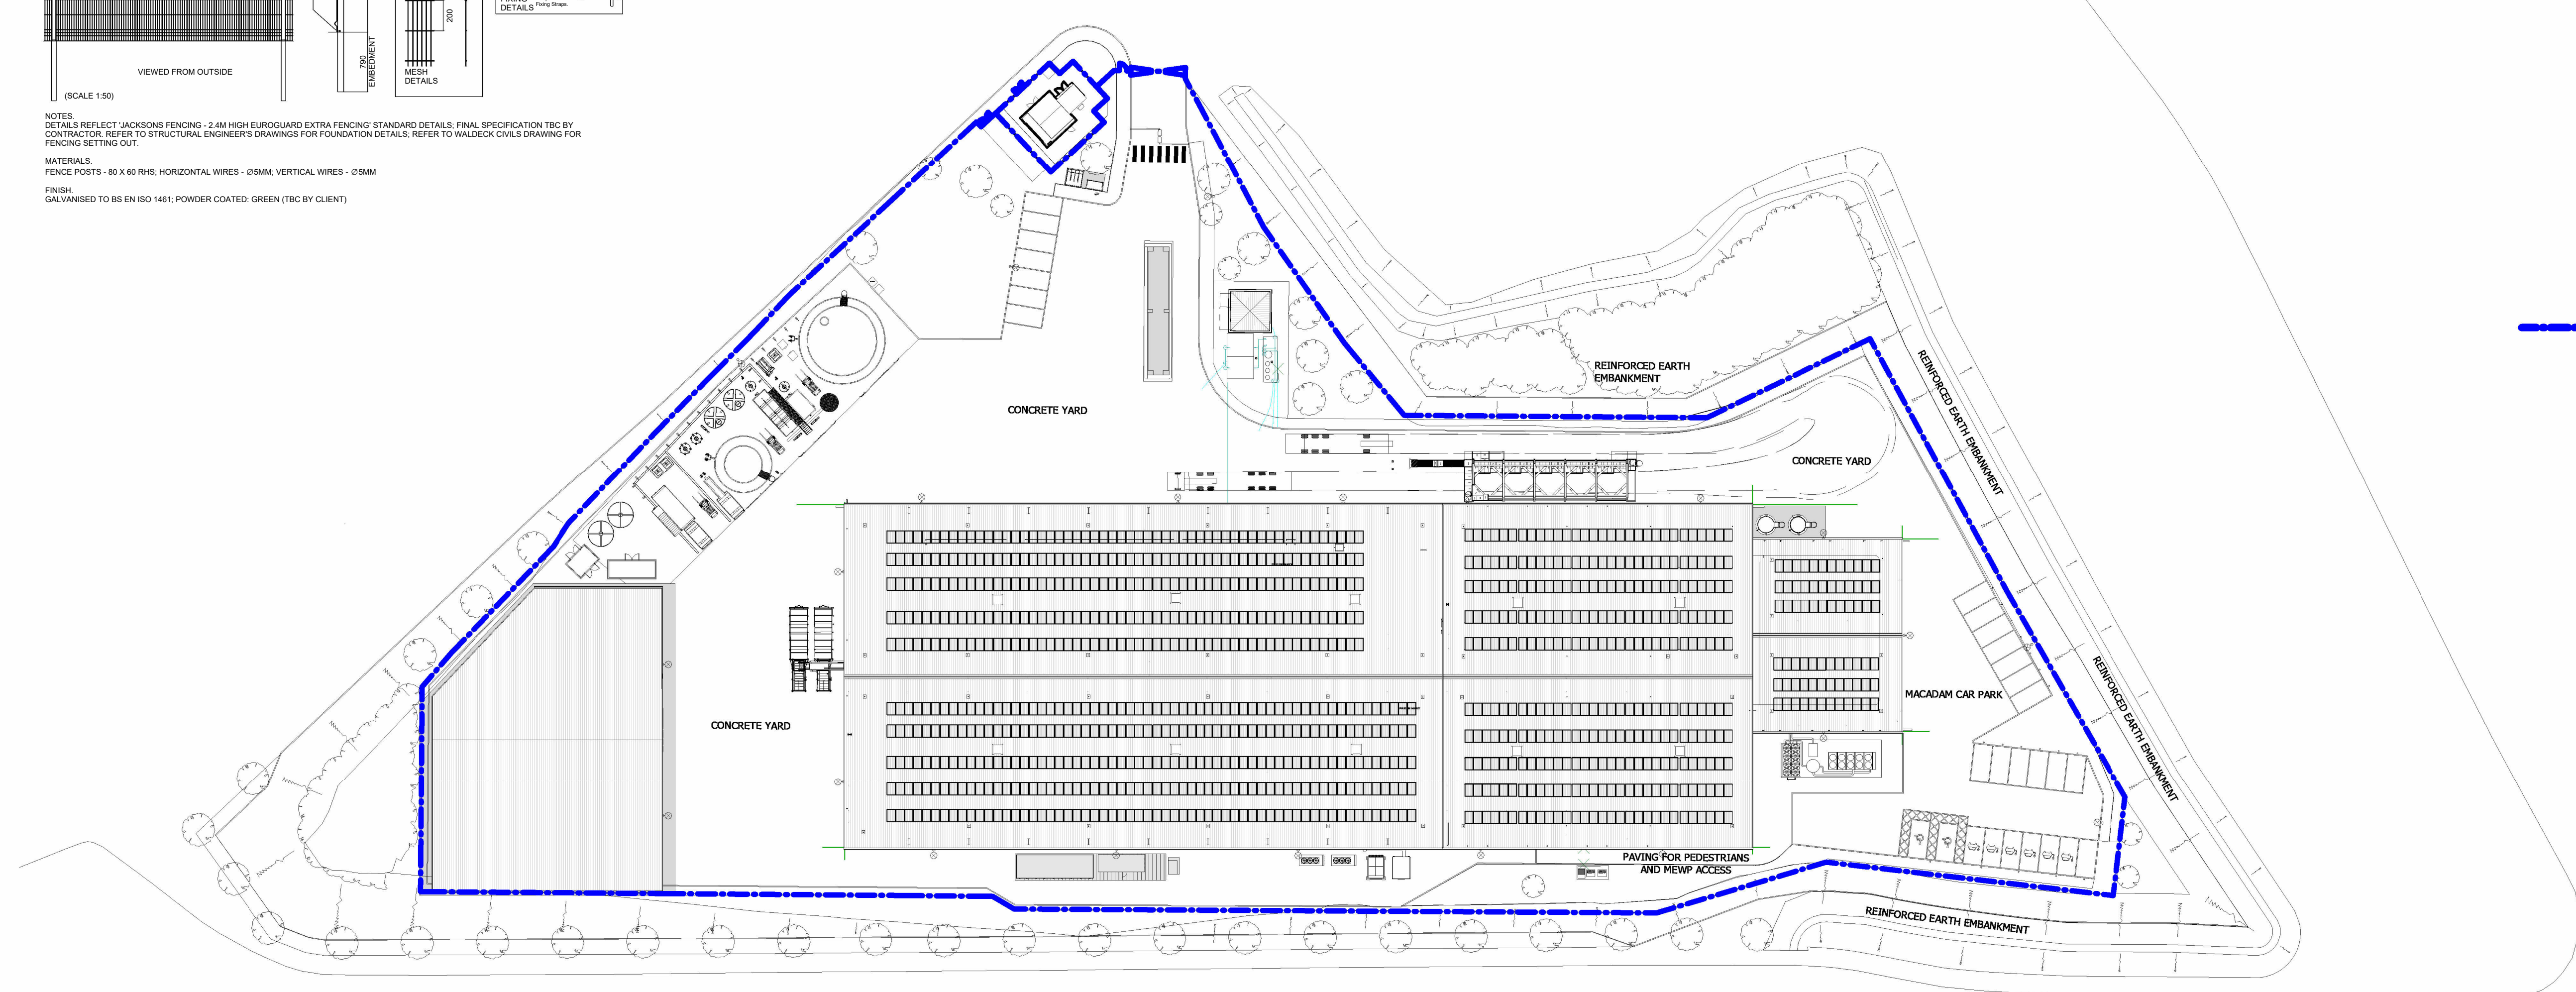 FIXING
DETAILS Fixing Straps.
200
790
EMBEDMENT
VIEWED FROM OUTSIDE
MESH
DETAILS
(SCALE 1:50)
NOTES.
DETAILS REFLECT 'JACKSONS FENCING - 2.4M HIGH EUROGUARD EXTRA FENCING' STANDARD DETAILS; FINAL SPECIFICATION TBC BY
CONTRACTOR. REFER TO STRUCTURAL ENGINEER'S DRAWINGS FOR FOUNDATION DETAILS; REFER TO WALDECK CIVILS DRAWING FOR
FENCING SETTING OUT.
MATERIALS.
FENCE POSTS - 80 X 60 RHS; HORIZONTAL WIRES - ∅5MM; VERTICAL WIRES - ∅5MM
FINISH.
GALVANISED TO BS EN ISO 1461; POWDER COATED: GREEN (TBC BY CLIENT)
REINFORCED EARTH
EMBANKMENT
CONCRETE YARD
REINFORCED EARTH EMBANKMENT
CONCRETE YARD
MACADAM CAR PARK
REINFORCED EARTH EMBANKMENT
CONCRETE YARD
PAVING FOR PEDESTRIANS
AND MEWP ACCESS
REINFORCED EARTH EMBANKMENT